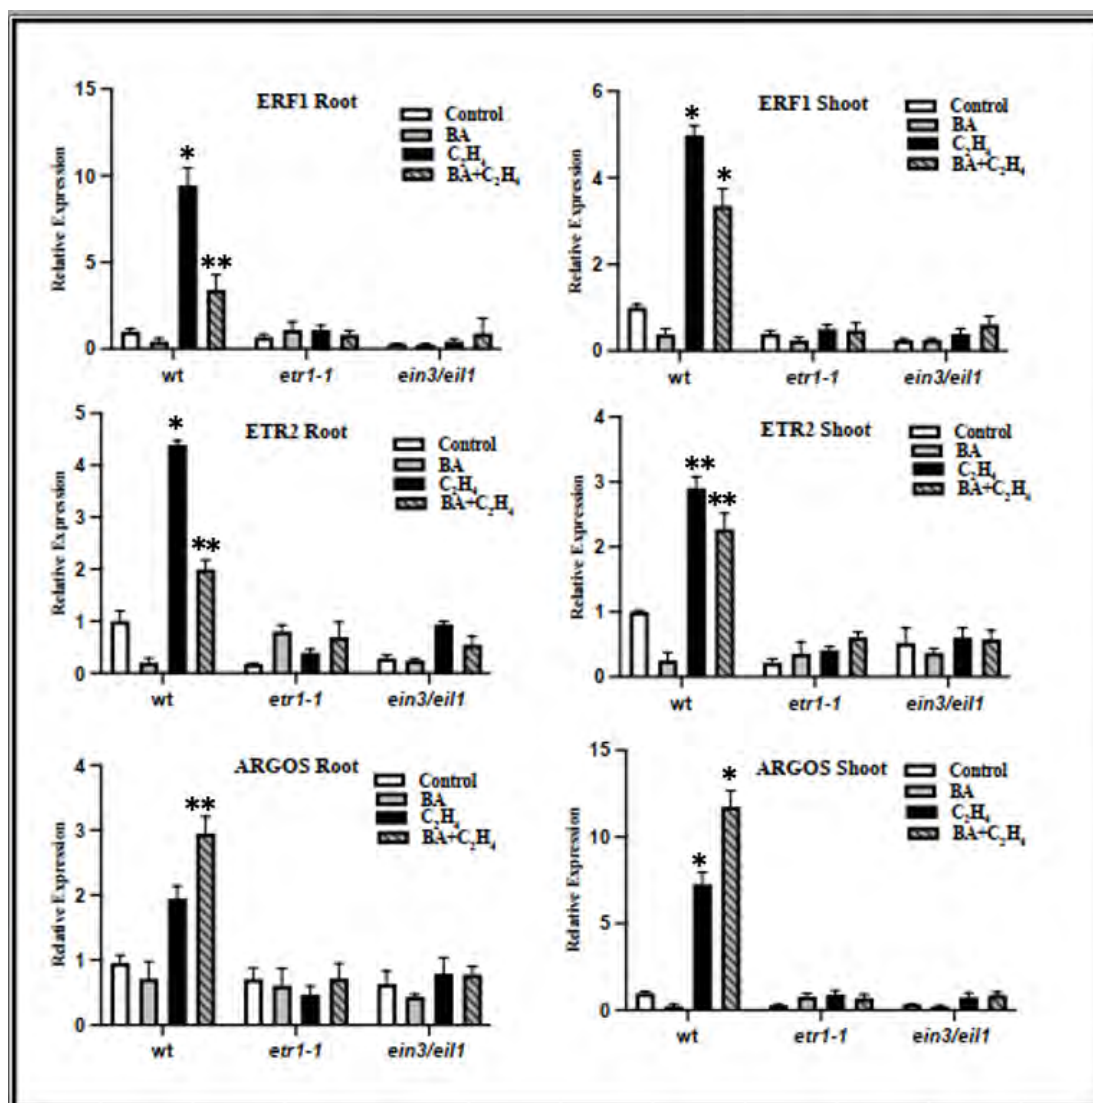 ERF1 Root
Control
BA
C₂H₄
BA+C₂H₄
Relative Expression
15
10
5
0
*
**
wt
etr1-1
ein3/eil1
ERF1 Shoot
Control
BA
C₂H₄
BA+C₂H₄
Relative Expression
6
4
2
0
*
*
wt
etr1-1
ein3/eil1
ETR2 Root
Control
BA
C₂H₄
BA+C₂H₄
Relative Expression
5
4
3
2
1
0
*
**
wt
etr1-1
ein3/eil1
ETR2 Shoot
Control
BA
C₂H₄
BA+C₂H₄
Relative Expression
4
3
2
1
0
**
**
wt
etr1-1
ein3/eil1
ARGOS Root
Control
BA
C₂H₄
BA+C₂H₄
Relative Expression
4
3
2
1
0
**
wt
etr1-1
ein3/eil1
ARGOS Shoot
Control
BA
C₂H₄
BA+C₂H₄
Relative Expression
15
10
5
0
*
*
wt
etr1-1
ein3/eil1